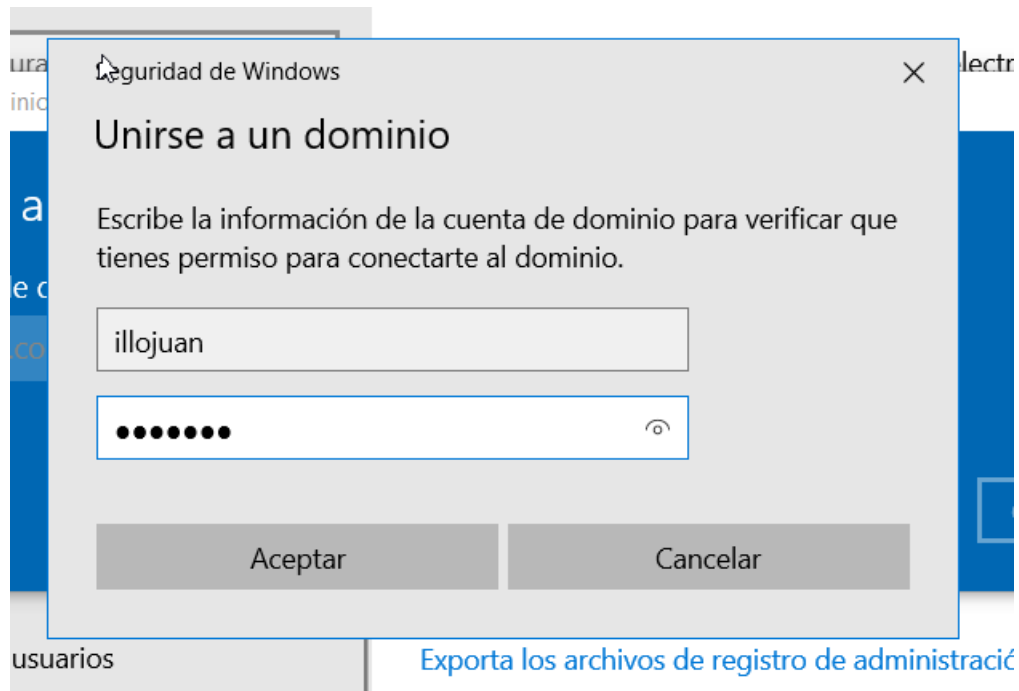 Seguridad de Windows
Unirse a un dominio
Escribe la información de la cuenta de dominio para verificar que
tienes permiso para conectarte al dominio.
illojuan
•••••••
Aceptar
Cancelar
a
.co
usuarios
Exporta los archivos de registro de